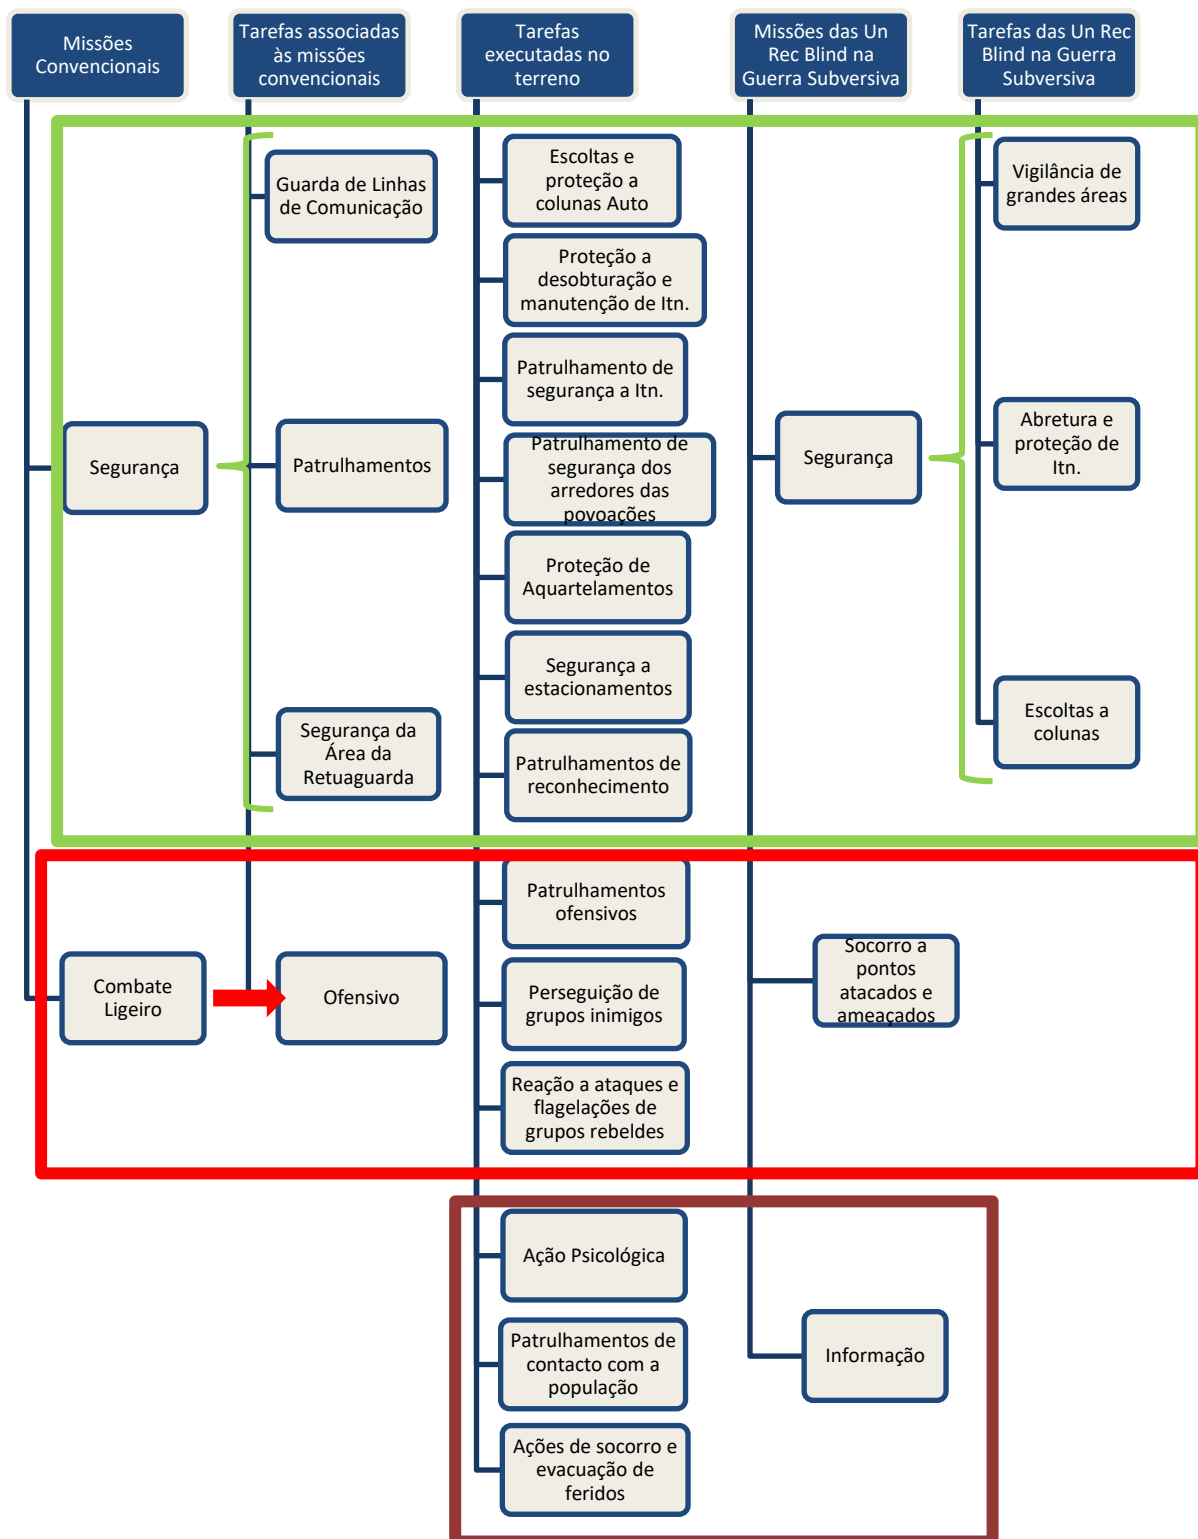 Missões
Convencionais
Tarefas associadas
às missões
convencionais
Tarefas
executadas no
terreno
Missões das Un
Rec Blind na
Guerra Subversiva
Tarefas das Un Rec
Blind na Guerra
Subversiva
Segurança
Guarda de Linhas
de Comunicação
Patrulhamentos
Segurança da
Área da
Retuaguarda
Escoltas e
proteção a
colunas Auto
Proteção a
desobturação e
manutenção de Itn.
Patrulhamento de
segurança a Itn.
Patrulhamento de
segurança dos
arredores das
povoações
Proteção de
Aquartelamentos
Segurança a
estacionamentos
Patrulhamentos de
reconhecimento
Segurança
Vigilância de
grandes áreas
Abretura e
proteção de
Itn.
Escoltas a
colunas
Combate
Ligeiro
Ofensivo
Patrulhamentos
ofensivos
Perseguição de
grupos inimigos
Reação a ataques e
flagelações de
grupos rebeldes
Socorro a
pontos
atacados e
ameaçados
Ação Psicológica
Patrulhamentos de
contacto com a
população
Ações de socorro e
evacuação de
feridos
Informação